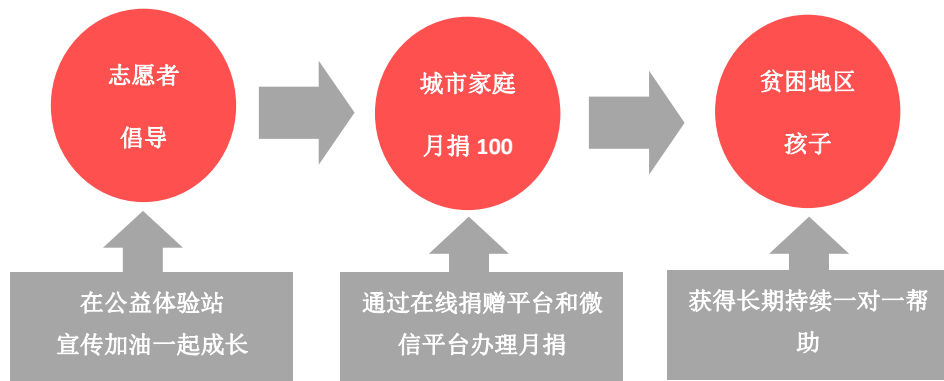 志愿者
倡导
城市家庭
月捐 100
贫困地区
孩子
在公益体验站
宣传加油一起成长
通过在线捐赠平台和微
信平台办理月捐
获得长期持续一对一帮
助